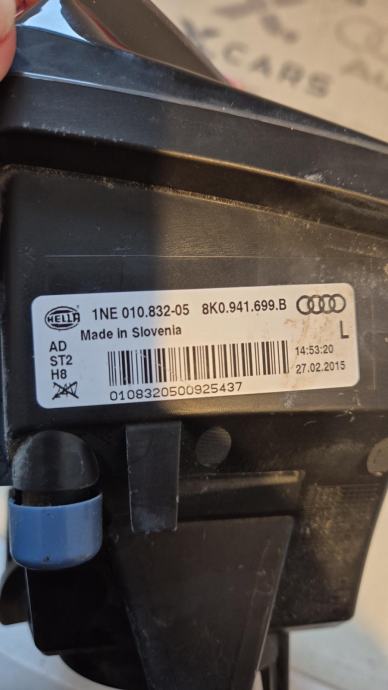 XCARS
HELLA
1NE 010.832-05 8K0.941.699.B
Made in Slovenia
L
AD
ST2
H8
14:53:20
27.02.2015
0108320500925437